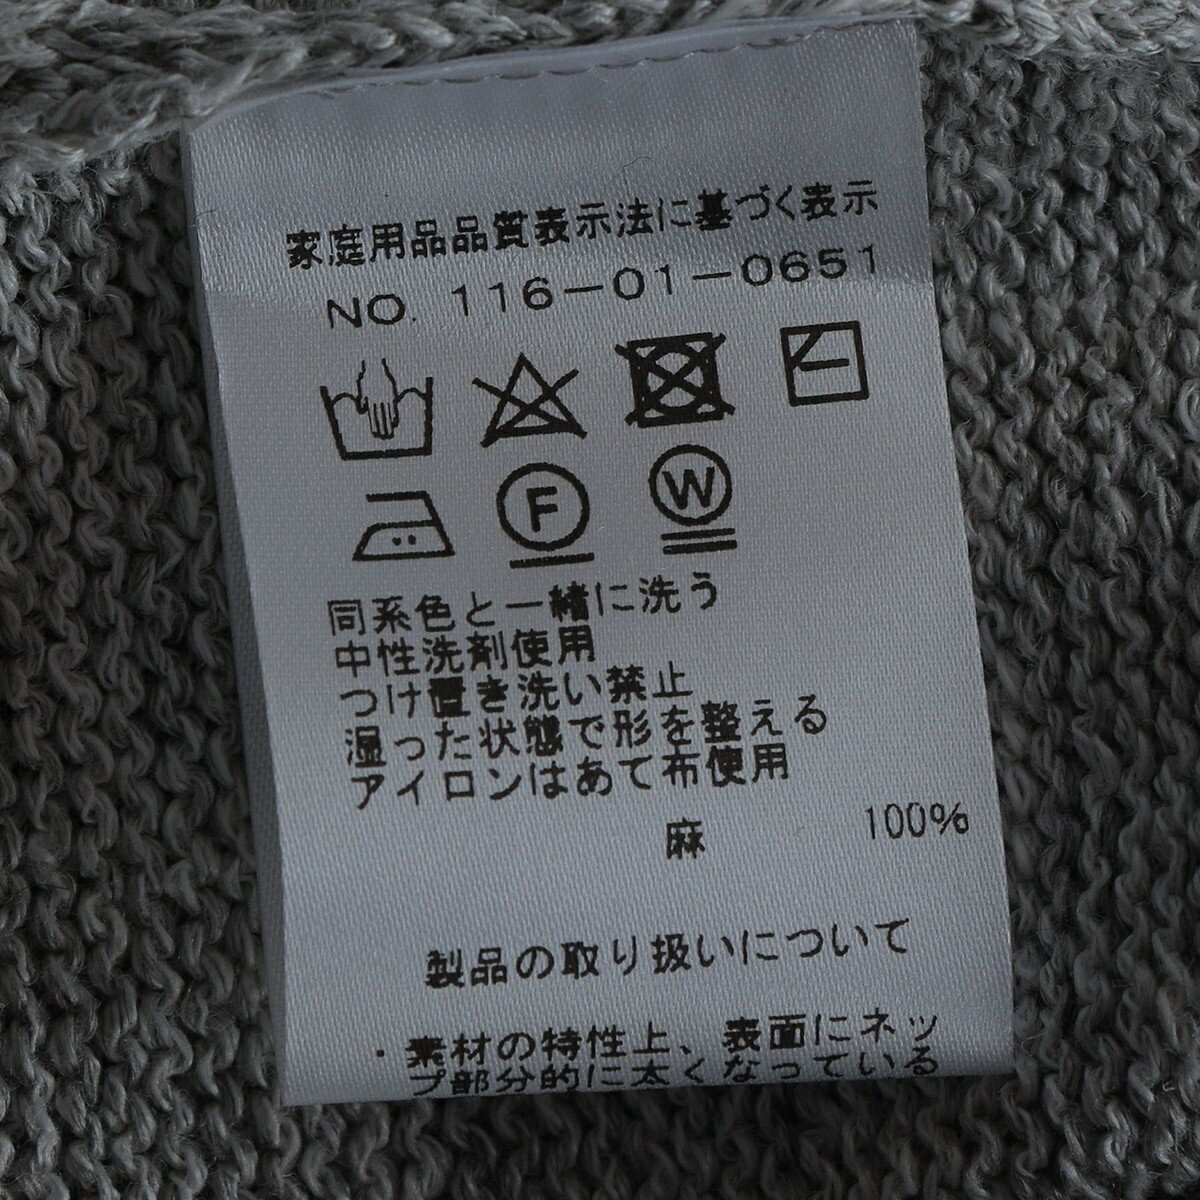 家庭用品品質表示法に基づく表示
NO. 116-01-0651
F
W
同系色と一緒に洗う
中性洗剤使用
つけ置き洗い禁止
湿った状態で形を整える
アイロンはあて布使用
麻 100%
製品の取り扱いについて
・素材の特性上、表面にネッ
プ部分的に太くなっている